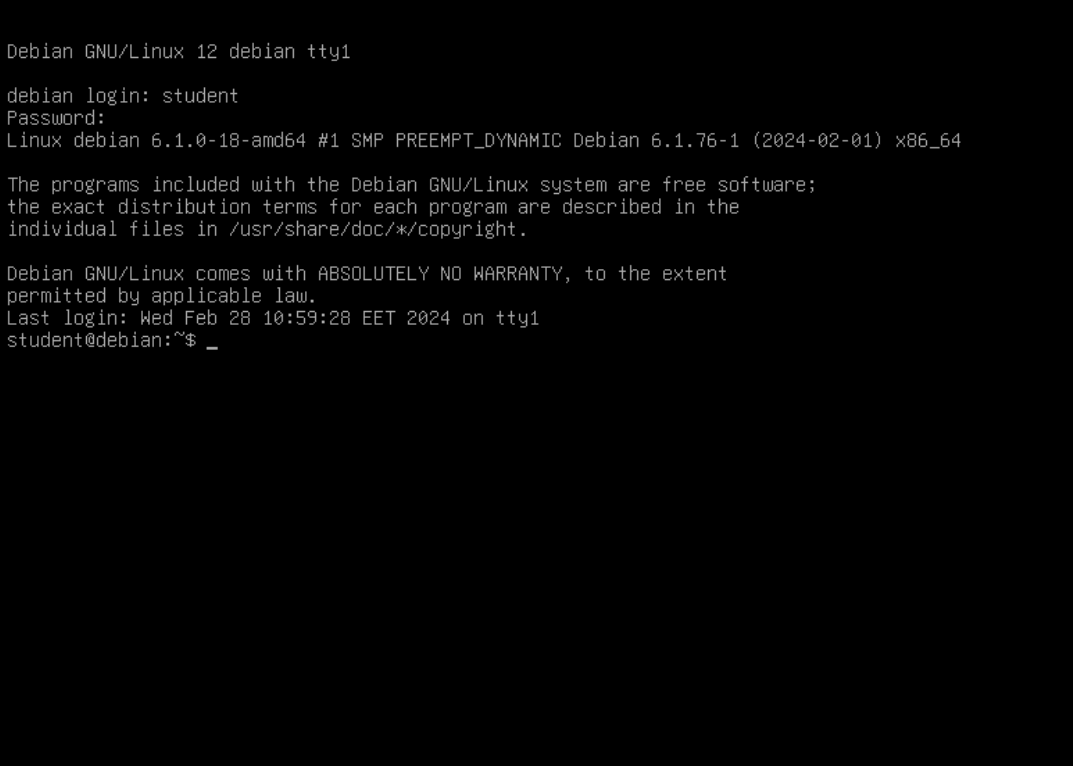 Debian GNU/Linux 12 debian tty1
debian login: student
Password:
Linux debian 6.1.0-18-amd64 #1 SMP PREEMPT_DYNAMIC Debian 6.1.76-1 (2024-02-01) x86_64
The programs included with the Debian GNU/Linux system are free software;
the exact distribution terms for each program are described in the
individual files in /usr/share/doc/*/copyright.
Debian GNU/Linux comes with ABSOLUTELY NO WARRANTY, to the extent
permitted by applicable law.
Last login: Wed Feb 28 10:59:28 EET 2024 on tty1
student@debian:~$ _